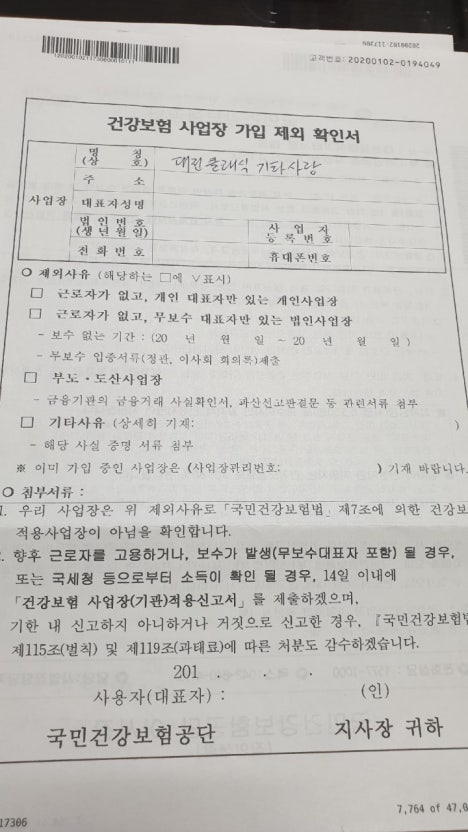 20200102-117306
12020010211730600010111
고객번호: 20200102-0194049
건강보험 사업장 가입 제외 확인서
사업장
명 칭
(상 호)
대전클래식 기타사랑
주 소
대표자성명
법인번호
(생년월일)
사 업 자
등록번호
전화번호
휴대폰번호
○ 제외사유 (해당하는 □에 ∨표시)
□ 근로자가 없고, 개인 대표자만 있는 개인사업장
□ 근로자가 없고, 무보수 대표자만 있는 법인사업장
- 보수 없는 기간 : (20 년 월 일 ~ 20 년 월 일 )
- 무보수 입증서류(정관, 이사회 회의록)제출
□ 부도·도산사업장
- 금융기관의 금융거래 사실확인서, 파산선고판결문 등 관련서류 첨부
□ 기타사유 (상세히 기재: )
- 해당 사실 증명 서류 첨부
※ 이미 가입 중인 사업장은 (사업장관리번호: ) 기재 바랍니다.
○ 첨부서류 :
1. 우리 사업장은 위 제외사유로 「국민건강보험법」 제7조에 의한 건강보
적용사업장이 아님을 확인합니다.
2. 향후 근로자를 고용하거나, 보수가 발생(무보수대표자 포함) 될 경우,
또는 국세청 등으로부터 소득이 확인 될 경우, 14일 이내에
「건강보험 사업장(기관)적용신고서」를 제출하겠으며,
기한 내 신고하지 아니하거나 거짓으로 신고한 경우, 『국민건강보험법
제115조(벌칙) 및 제119조(과태료)에 따른 처분도 감수하겠습니다.
201 . . .
사용자(대표자) : (인)
국민건강보험공단 지사장 귀하
7,764 of 47,0
17306